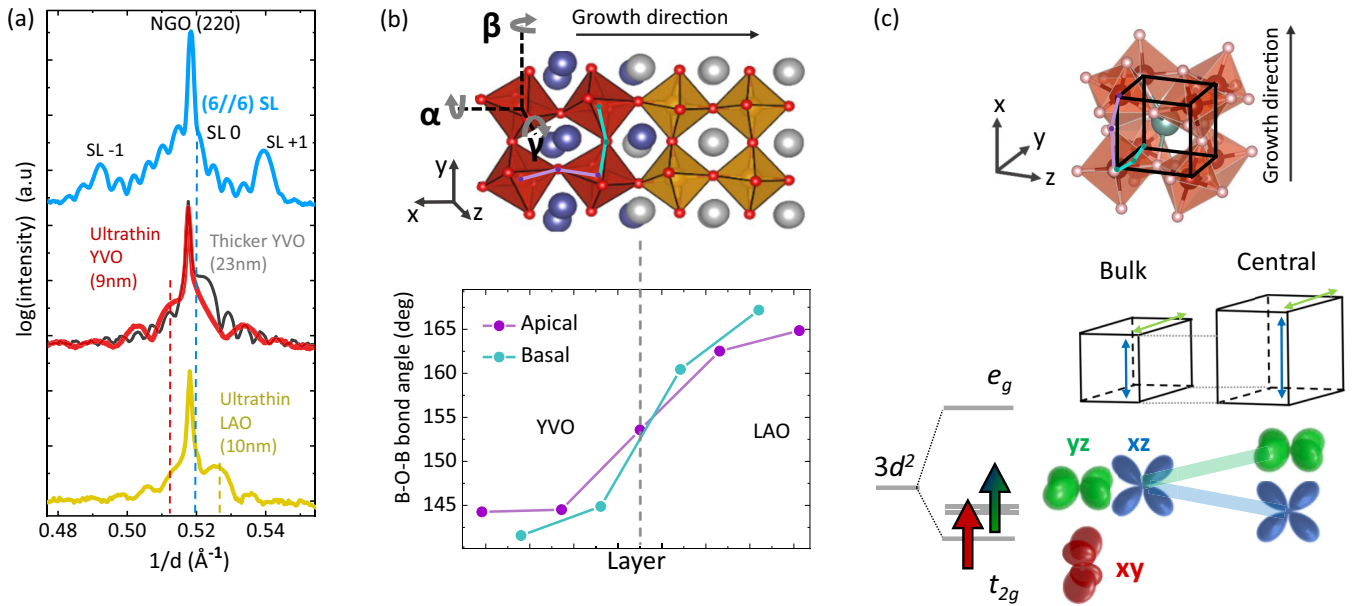 (a)
NGO (220)
(6//6) SL
SL 0
SL -1
SL +1
Ultrathin
YVO
(9nm)
Thicker YVO
(23nm)
Ultrathin
LAO
(10nm)
log(intensity) (a.u)
0.48
0.50
0.52
0.54
1/d (Å⁻¹)
(b)
β
Growth direction
α
γ
y
x
z
B-O-B bond angle (deg)
165
160
155
150
145
Apical
Basal
YVO
LAO
Layer
(c)
x
y
z
Growth direction
Bulk
Central
e_g
3d²
t_2g
yz
xz
xy